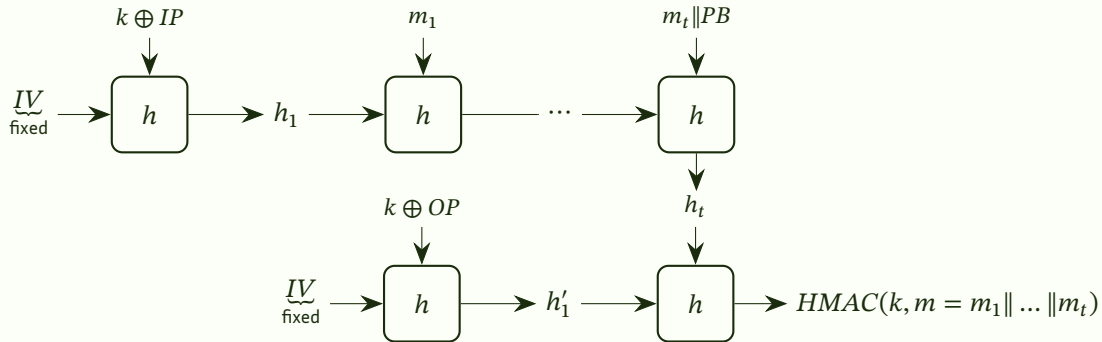 k ⊕ IP m₁ mₜ‖PB
IV h h₁ h ⋯ h
fixed
hₜ
k ⊕ OP
IV h h′₁ h HMAC(k, m = m₁‖ … ‖mₜ)
fixed